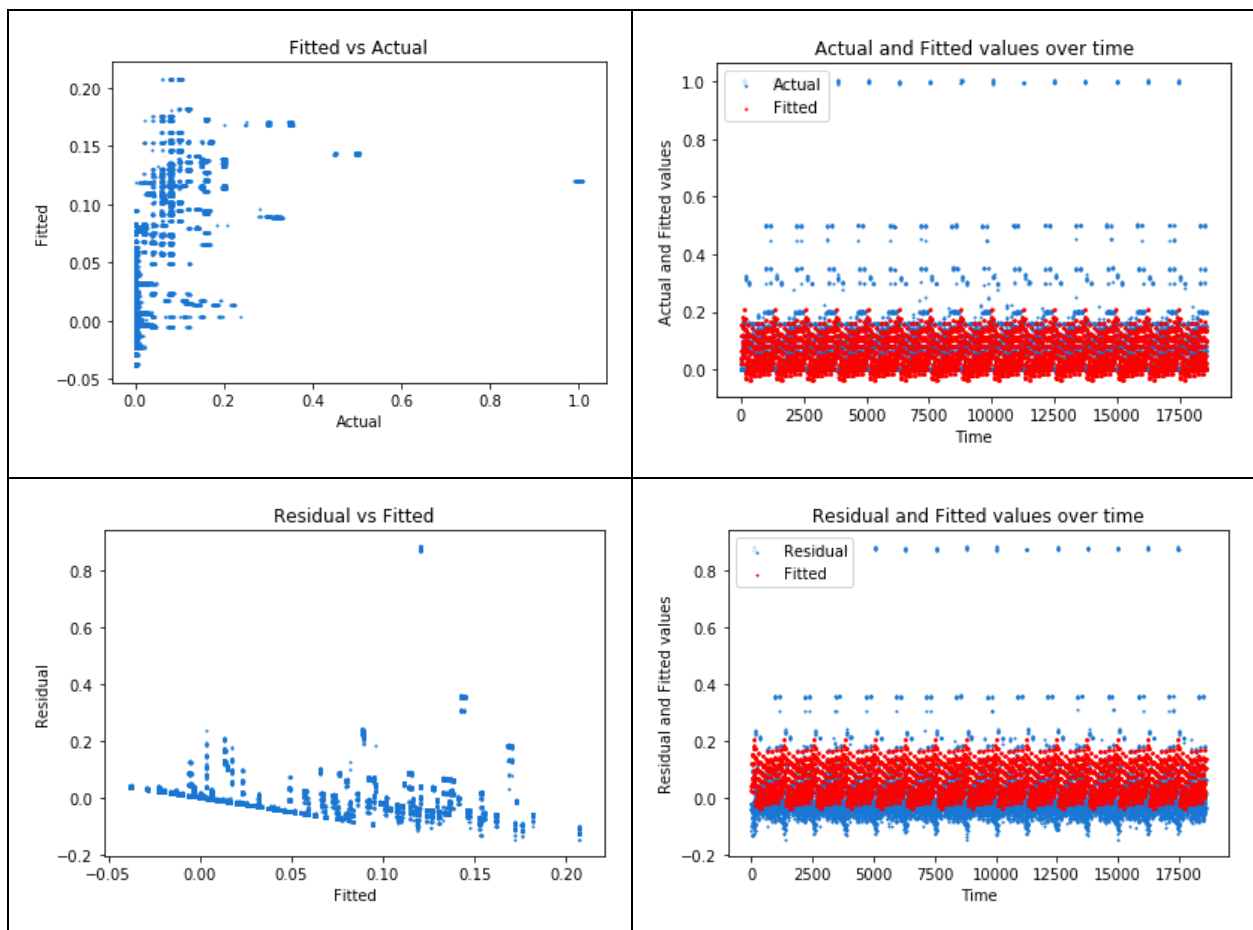 Fitted vs Actual
0.20
0.15
0.10
0.05
0.00
−0.05
Fitted
0.0 0.2 0.4 0.6 0.8 1.0
Actual
Actual and Fitted values over time
Actual
Fitted
1.0
0.8
0.6
0.4
0.2
0.0
Actual and Fitted values
0 2500 5000 7500 10000 12500 15000 17500
Time
Residual vs Fitted
0.8
0.6
0.4
0.2
0.0
−0.2
Residual
−0.05 0.00 0.05 0.10 0.15 0.20
Fitted
Residual and Fitted values over time
Residual
Fitted
0.8
0.6
0.4
0.2
0.0
−0.2
Residual and Fitted values
0 2500 5000 7500 10000 12500 15000 17500
Time